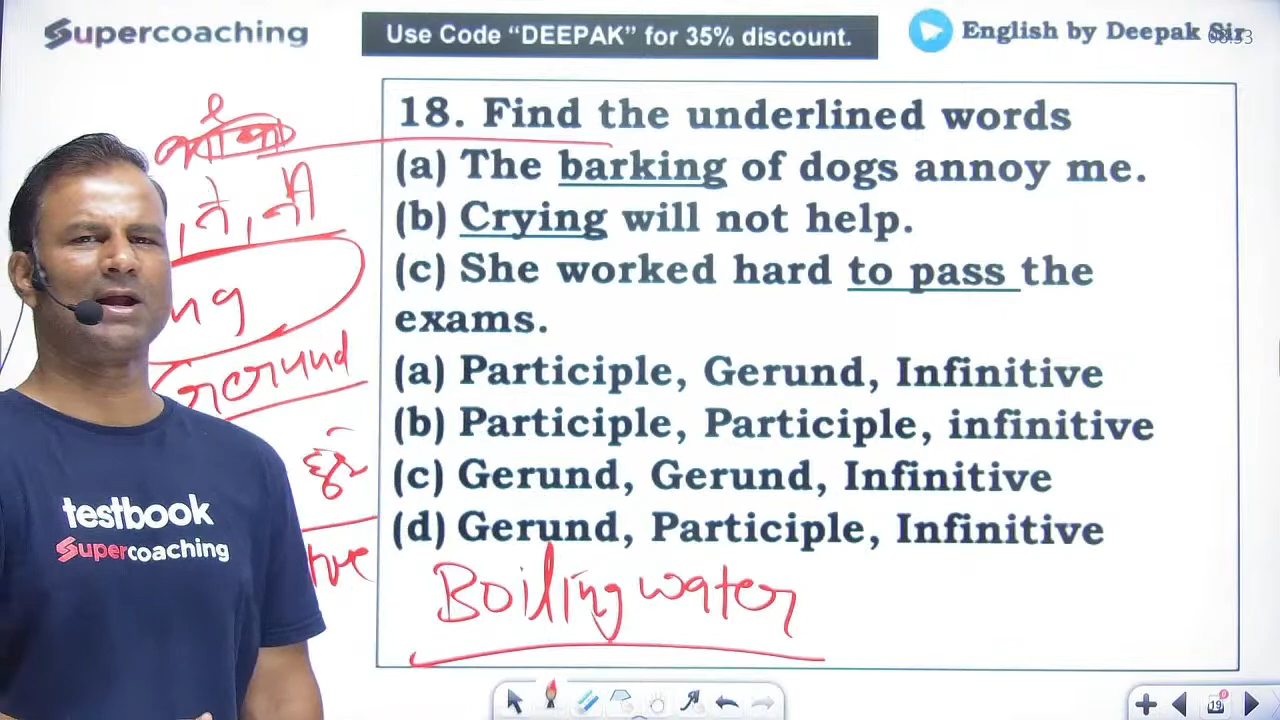 Supercoaching
Use Code “DEEPAK” for 35% discount.
English by Deepak Sir
18. Find the underlined words
(a) The barking of dogs annoy me.
(b) Crying will not help.
(c) She worked hard to pass the
exams.
(a) Participle, Gerund, Infinitive
(b) Participle, Participle, infinitive
(c) Gerund, Gerund, Infinitive
(d) Gerund, Participle, Infinitive
Boiling water
, ते, नी
ng
Gerund
testbook
Supercoaching
19